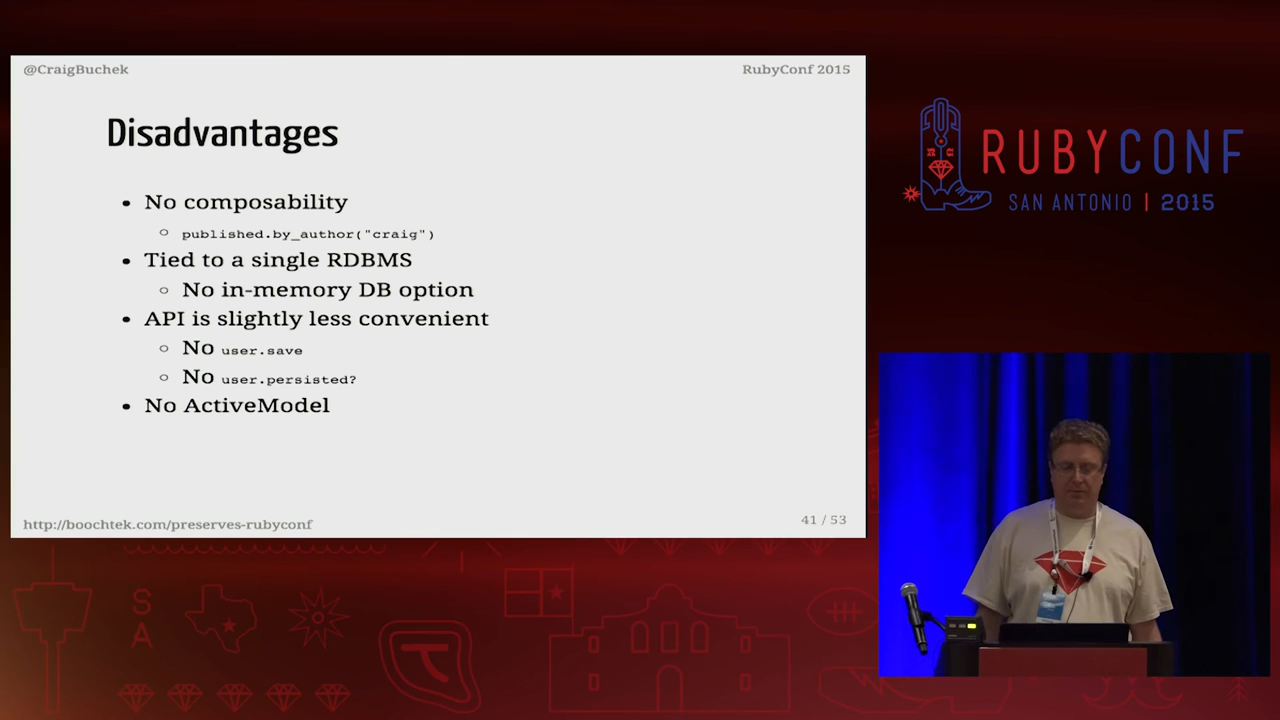 @CraigBuchek
RubyConf 2015
Disadvantages
• No composability
○ published.by_author("craig")
• Tied to a single RDBMS
○ No in-memory DB option
• API is slightly less convenient
○ No user.save
○ No user.persisted?
• No ActiveModel
http://boochtek.com/preserves-rubyconf
41 / 53
RUBYCONF
SAN ANTONIO | 2015
S
A